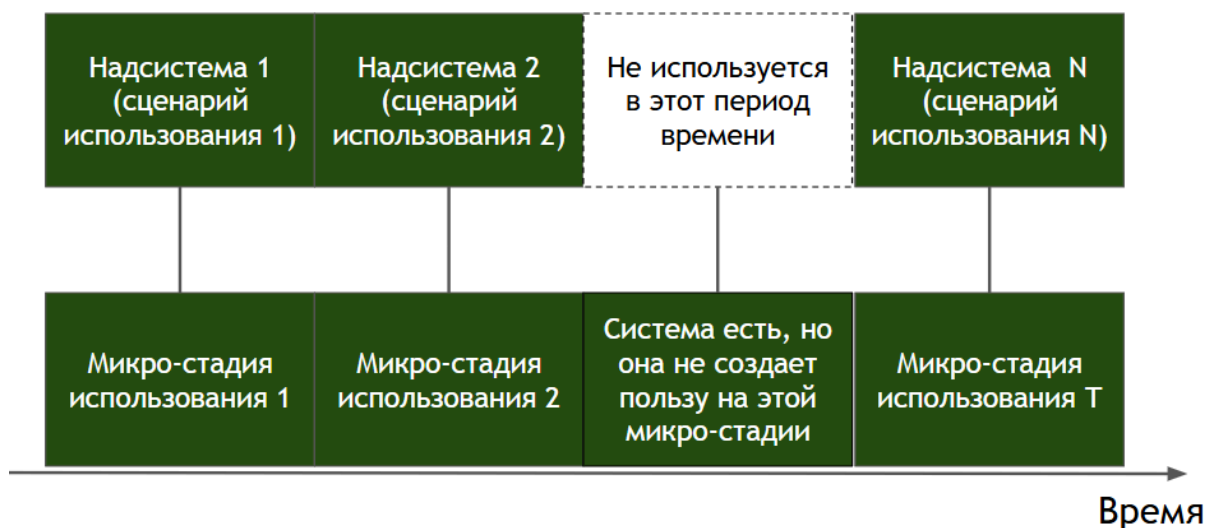 Надсистема 1
(сценарий
использования 1)
Надсистема 2
(сценарий
использования 2)
Не используется
в этот период
времени
Надсистема N
(сценарий
использования N)
Микро-стадия
использования 1
Микро-стадия
использования 2
Система есть, но
она не создает
пользу на этой
микро-стадии
Микро-стадия
использования T
Время